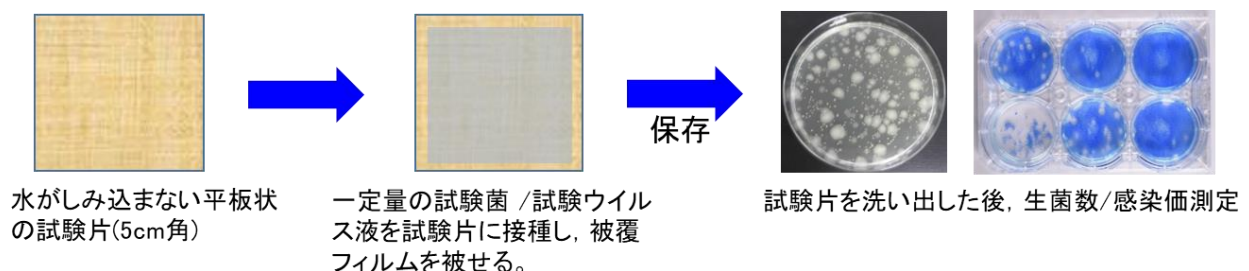 保存
水がしみ込まない平板状
の試験片(5cm角)
一定量の試験菌 /試験ウイル
ス液を試験片に接種し, 被覆
フィルムを被せる。
試験片を洗い出した後, 生菌数/感染価測定